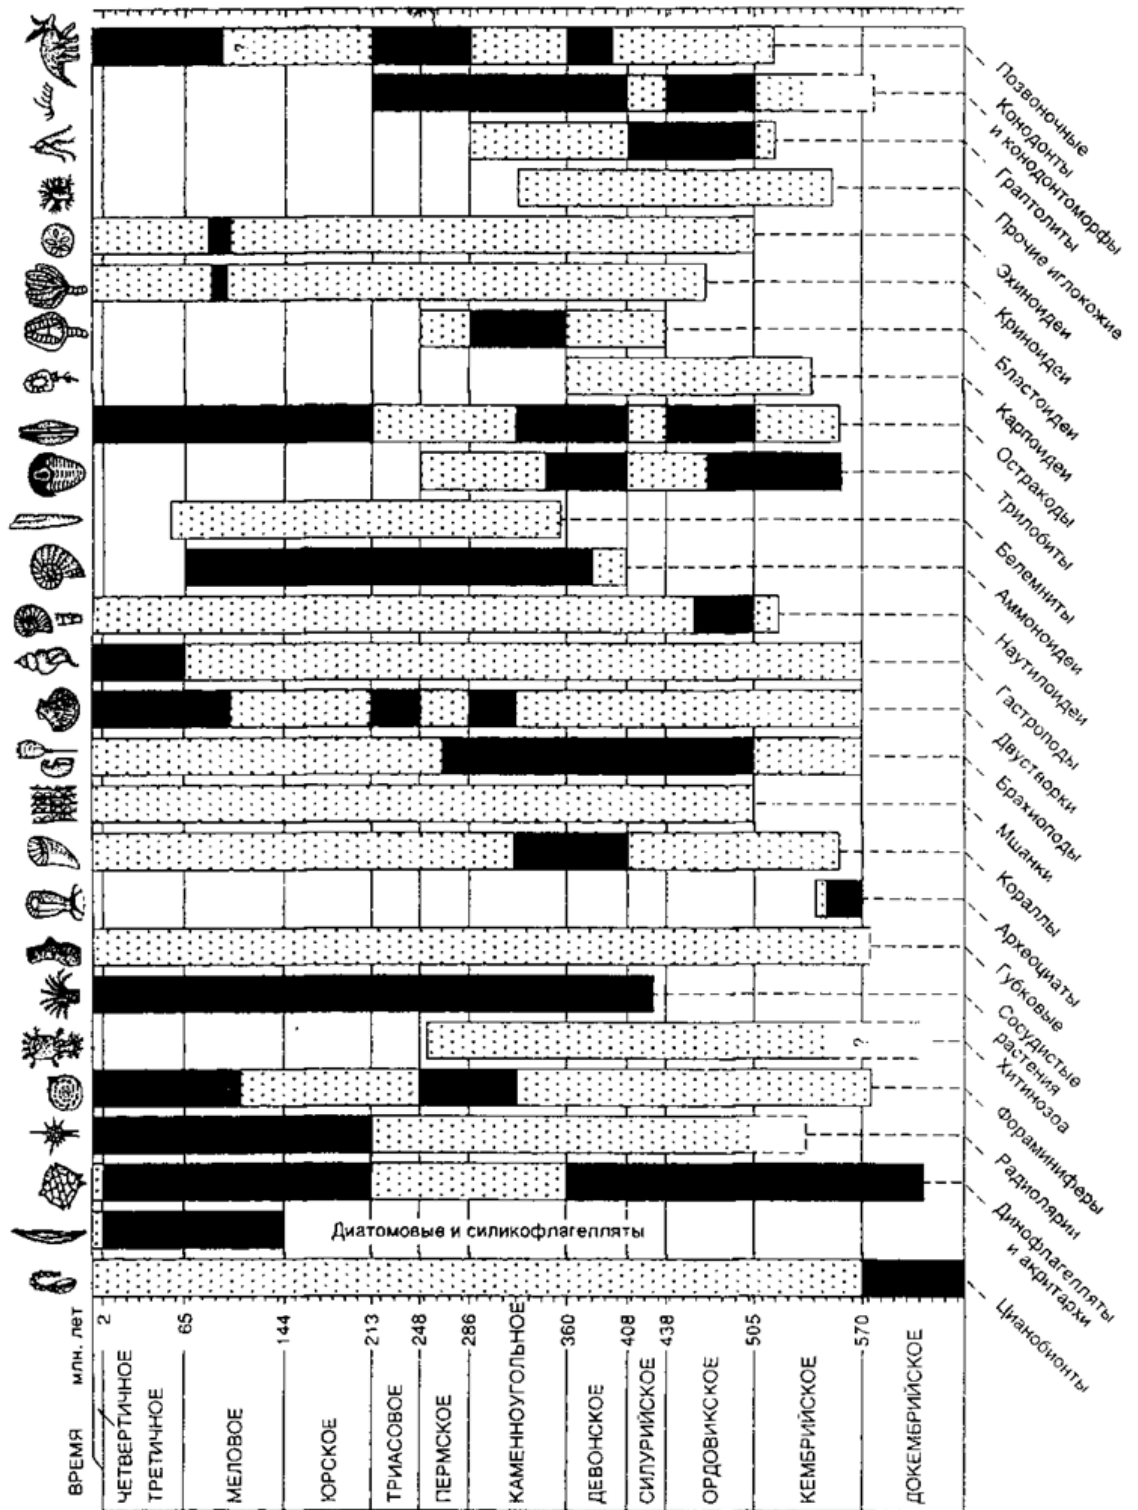 Позвоночные
Конодонты
и конодонтоморфы
Граптолиты
Прочие иглокожие
Эхиноидеи
Криноидеи
Бластоидеи
Карпоидеи
Остракоды
Трилобиты
Белемниты
Аммоноидеи
Наутилоидеи
Гастроподы
Двустворки
Брахиоподы
Мшанки
Кораллы
Археоциаты
Губковые
Сосудистые
растения
Хитинозоа
Фораминиферы
Радиолярии
Динофлагелляты
и акритархи
Цианобионты
?
?
Диатомовые и силикофлагелляты
ВРЕМЯ млн. лет
ЧЕТВЕРТИЧНОЕ 2
ТРЕТИЧНОЕ 65
МЕЛОВОЕ 144
ЮРСКОЕ 213
ТРИАСОВОЕ 248
ПЕРМСКОЕ 286
КАМЕННОУГОЛЬНОЕ 360
ДЕВОНСКОЕ 408
СИЛУРИЙСКОЕ 438
ОРДОВИКСКОЕ 505
КЕМБРИЙСКОЕ 570
ДОКЕМБРИЙСКОЕ